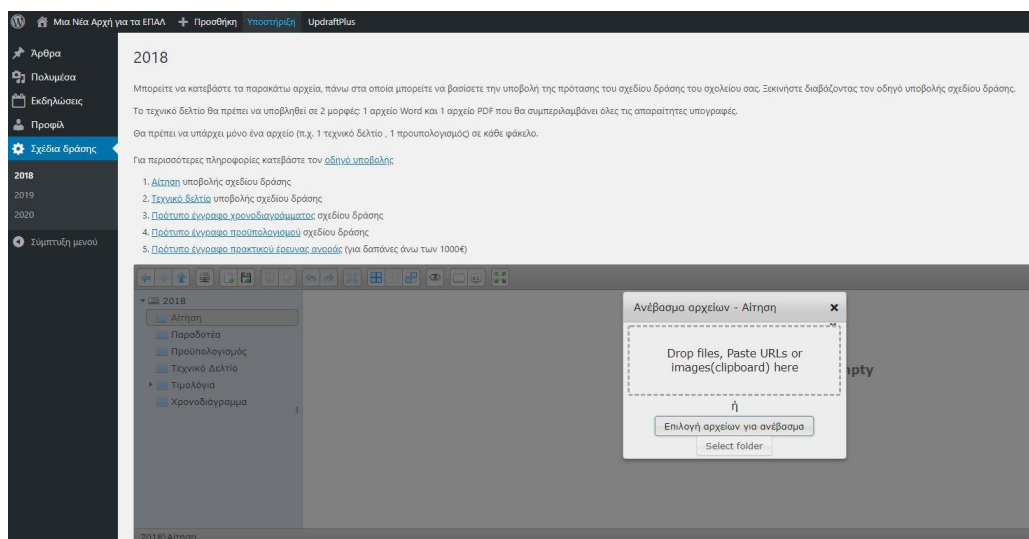 Μια Νέα Αρχή για τα ΕΠΑΛ
Προσθήκη
Υποστήριξη
UpdraftPlus
Άρθρα
Πολυμέσα
Εκδηλώσεις
Προφίλ
Σχέδια δράσης
2018
2019
2020
Σύμπτυξη μενού
2018
Μπορείτε να κατεβάστε τα παρακάτω αρχεία, πάνω στα οποία μπορείτε να βασίσετε την υποβολή της πρότασης του σχεδίου δράσης του σχολείου σας. Ξεκινήστε διαβάζοντας τον οδηγό υποβολής σχεδίου δράσης.
Το τεχνικό δελτίο θα πρέπει να υποβληθεί σε 2 μορφές: 1 αρχείο Word και 1 αρχείο PDF που θα συμπεριλαμβάνει όλες τις απαραίτητες υπογραφές.
Θα πρέπει να υπάρχει μόνο ένα αρχείο (π.χ. 1 τεχνικό δελτίο , 1 προυπολογισμός) σε κάθε φάκελο.
Για περισσότερες πληροφορίες κατεβάστε τον οδηγό υποβολής
1. Αίτηση υποβολής σχεδίου δράσης
2. Τεχνικό δελτίο υποβολής σχεδίου δράσης
3. Πρότυπο έγγραφο χρονοδιαγράμματος σχεδίου δράσης
4. Πρότυπο έγγραφο προϋπολογισμού σχεδίου δράσης
5. Πρότυπο έγγραφο πρακτικού έρευνας αγοράς (για δαπάνες άνω των 1000€)
2018
Αίτηση
Παραδοτέα
Προϋπολογισμός
Τεχνικό Δελτίο
Τιμολόγια
Χρονοδιάγραμμα
Ανέβασμα αρχείων - Αίτηση
Drop files, Paste URLs or
images(clipboard) here
ή
Επιλογή αρχείων για ανέβασμα
Select folder
mpty
2018\Αίτηση